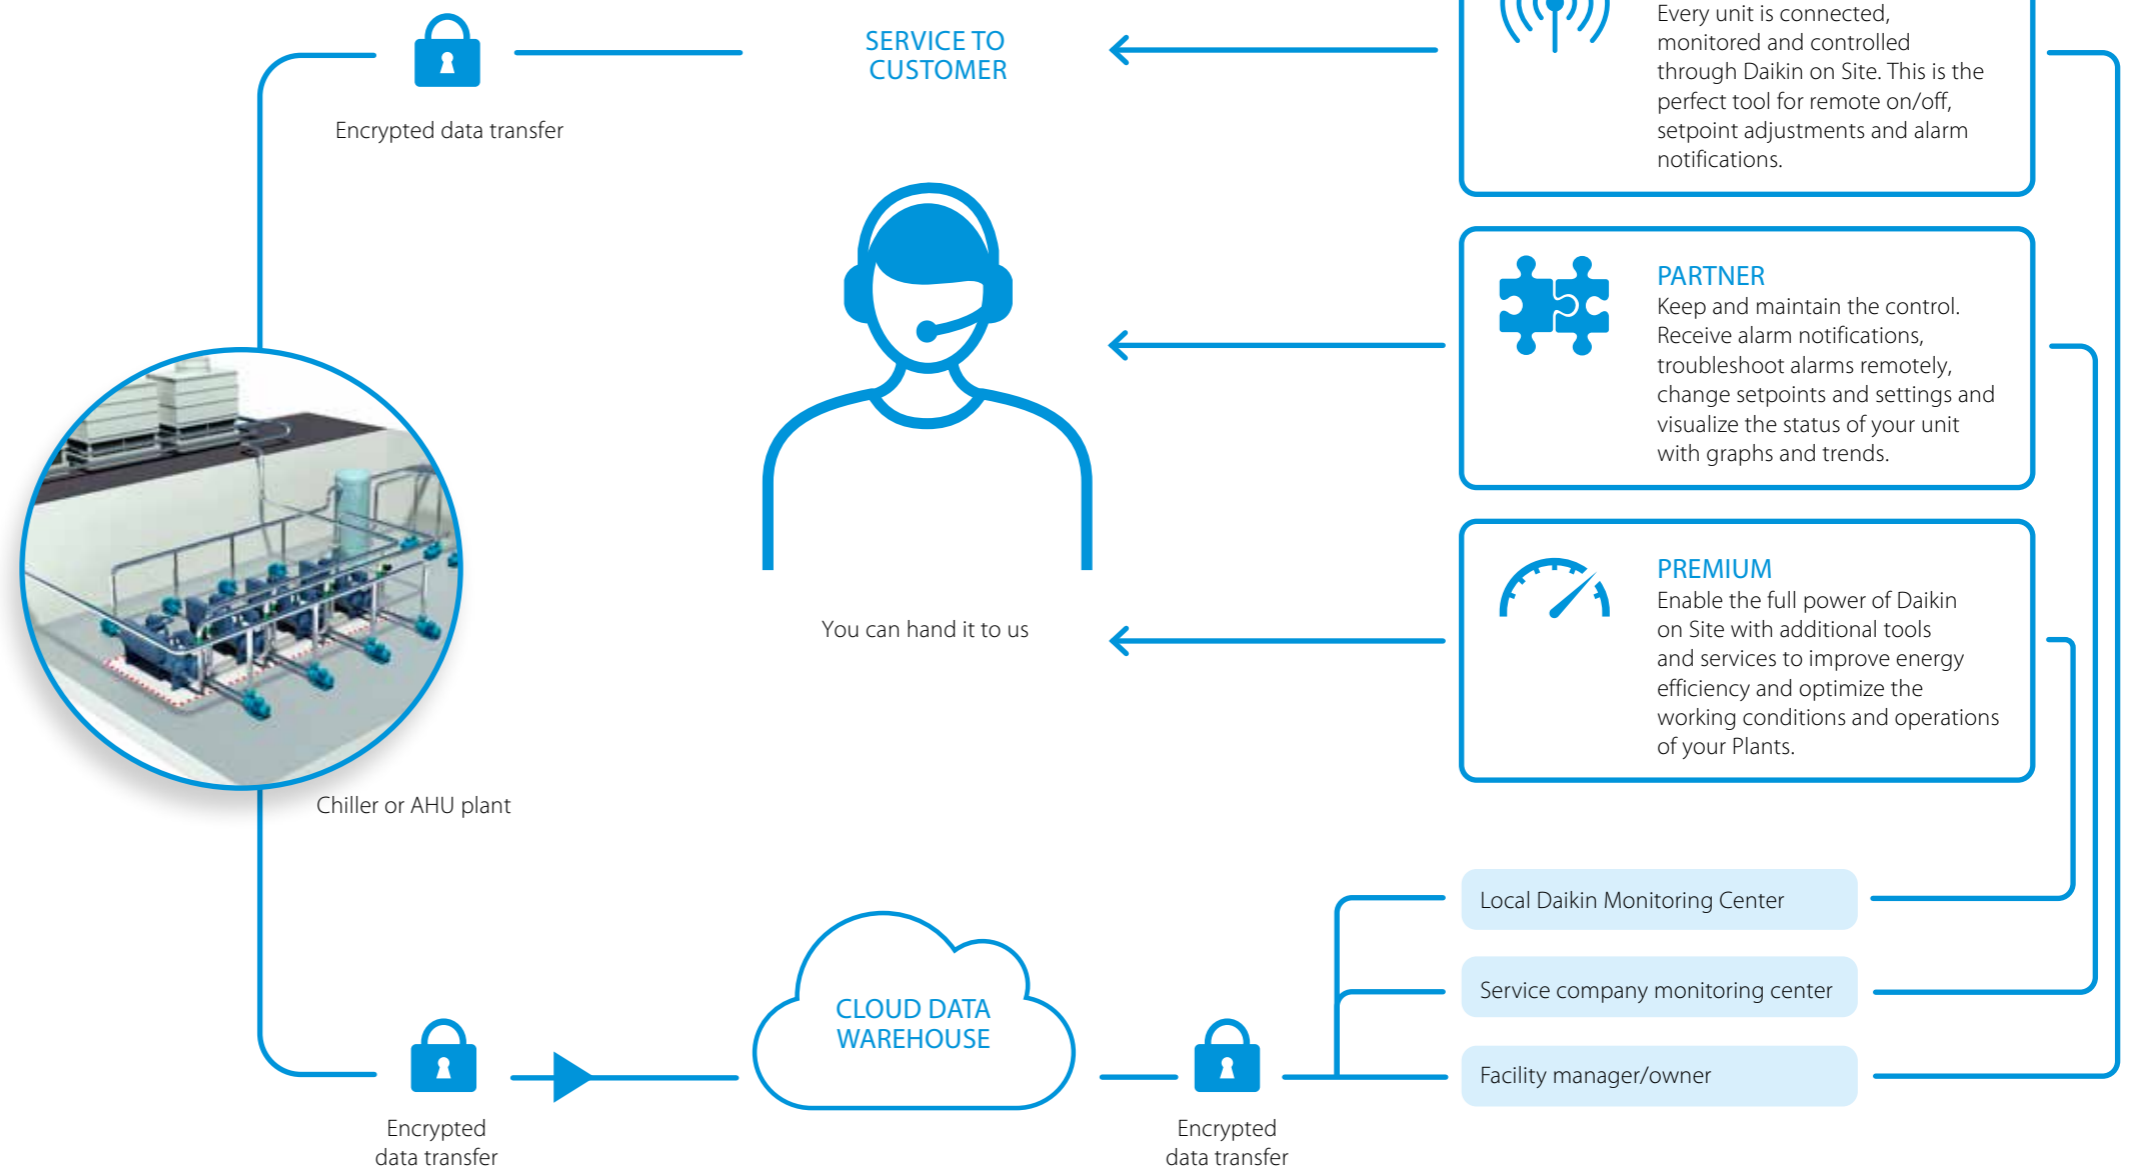 SERVICE TO
CUSTOMER
Encrypted data transfer
Every unit is connected,
monitored and controlled
through Daikin on Site. This is the
perfect tool for remote on/off,
setpoint adjustments and alarm
notifications.
PARTNER
Keep and maintain the control.
Receive alarm notifications,
troubleshoot alarms remotely,
change setpoints and settings and
visualize the status of your unit
with graphs and trends.
PREMIUM
Enable the full power of Daikin
on Site with additional tools
and services to improve energy
efficiency and optimize the
working conditions and operations
of your Plants.
You can hand it to us
Chiller or AHU plant
Local Daikin Monitoring Center
Service company monitoring center
Facility manager/owner
CLOUD DATA
WAREHOUSE
Encrypted
data transfer
Encrypted
data transfer